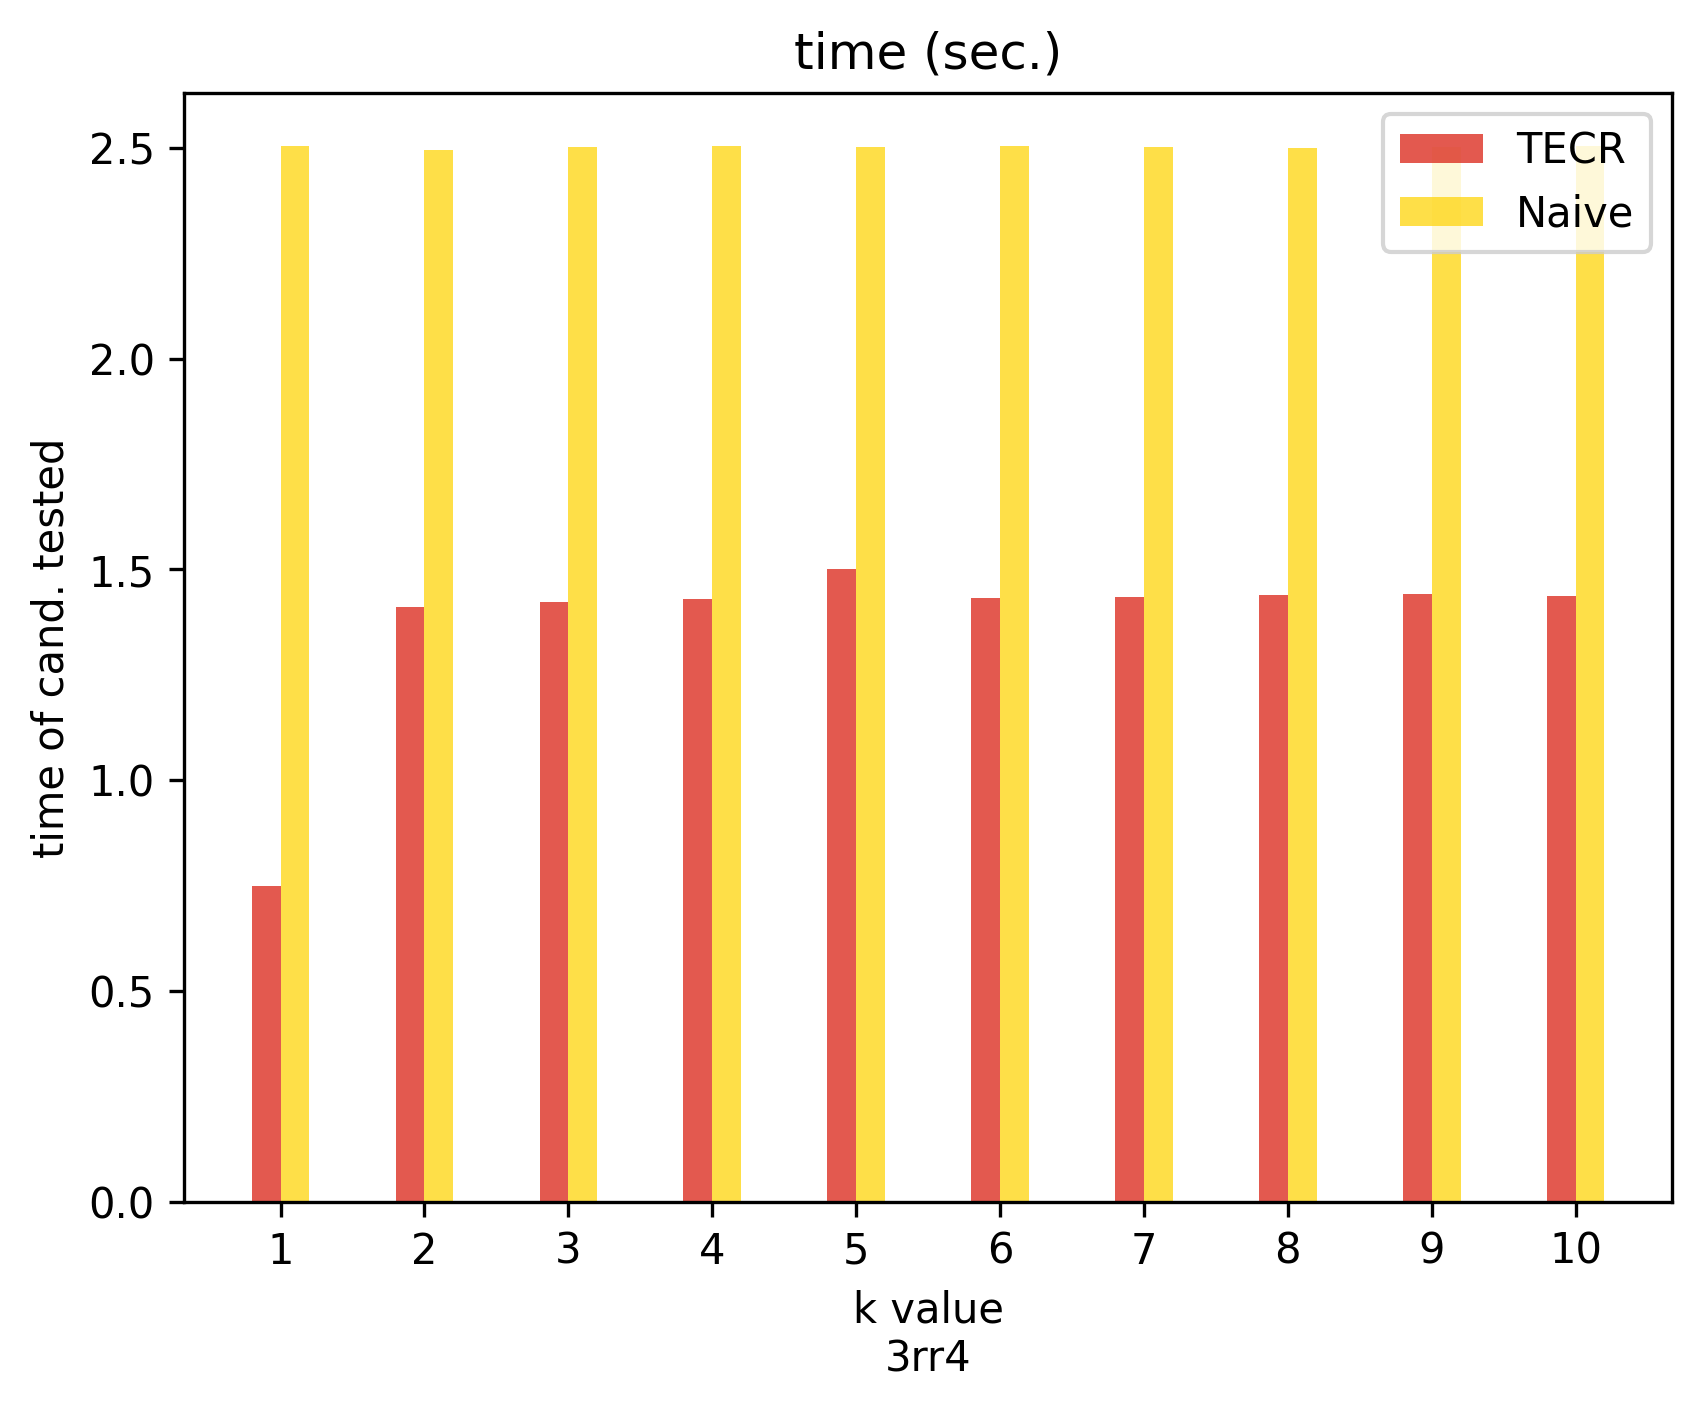 time (sec.)
TECR
Naive
2.5
2.0
1.5
1.0
0.5
0.0
time of cand. tested
1 2 3 4 5 6 7 8 9 10
k value
3rr4